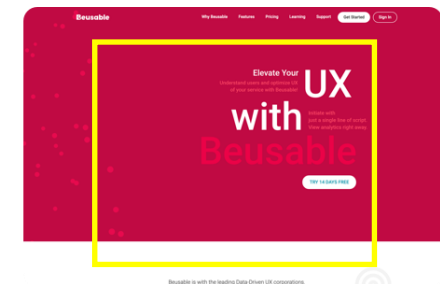 Beusable
Why Beusable Features Pricing Learning Support Get Started Sign In
Elevate Your UX
Understand users and optimize UX
of your service with Beusable!
with
Initiate with
just a single line of script.
View analytics right away.
Beusable
TRY 14-DAYS FREE
Beusable is with the leading Data-Driven UX corporations.